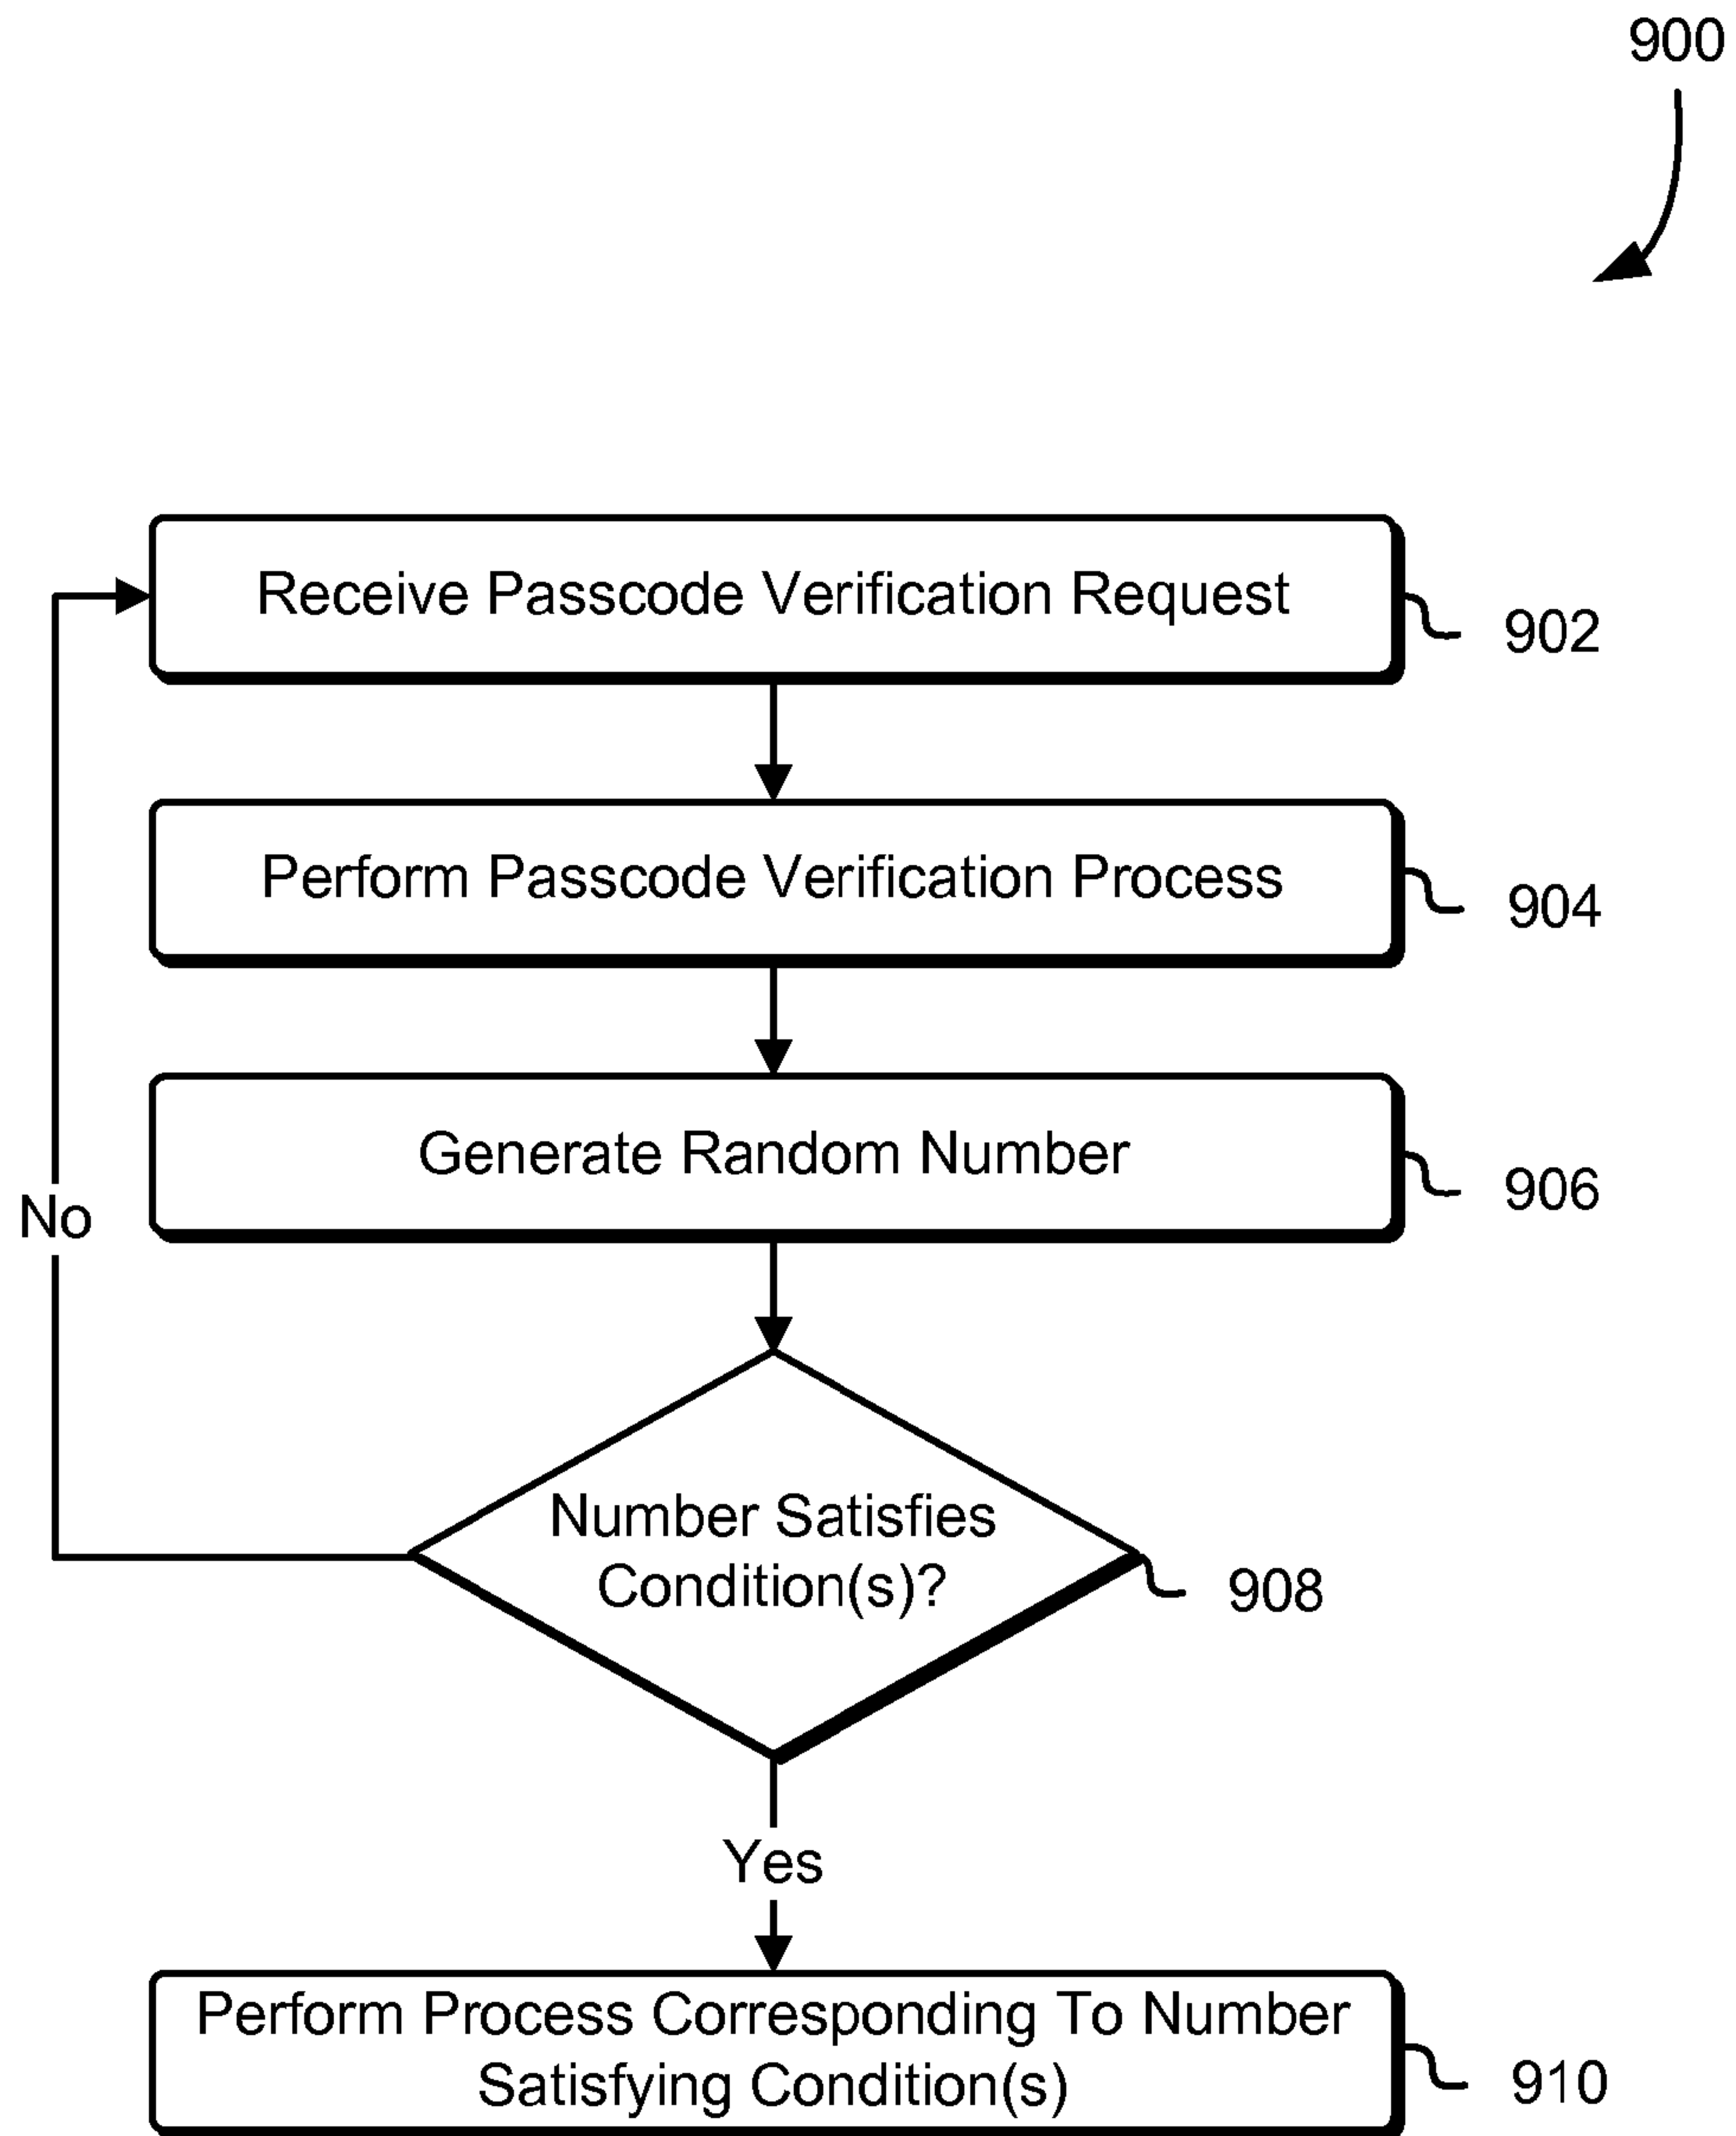 900
Receive Passcode Verification Request
902
Perform Passcode Verification Process
904
Generate Random Number
906
No
Number Satisfies
Condition(s)?
908
Yes
Perform Process Corresponding To Number
Satisfying Condition(s)
910